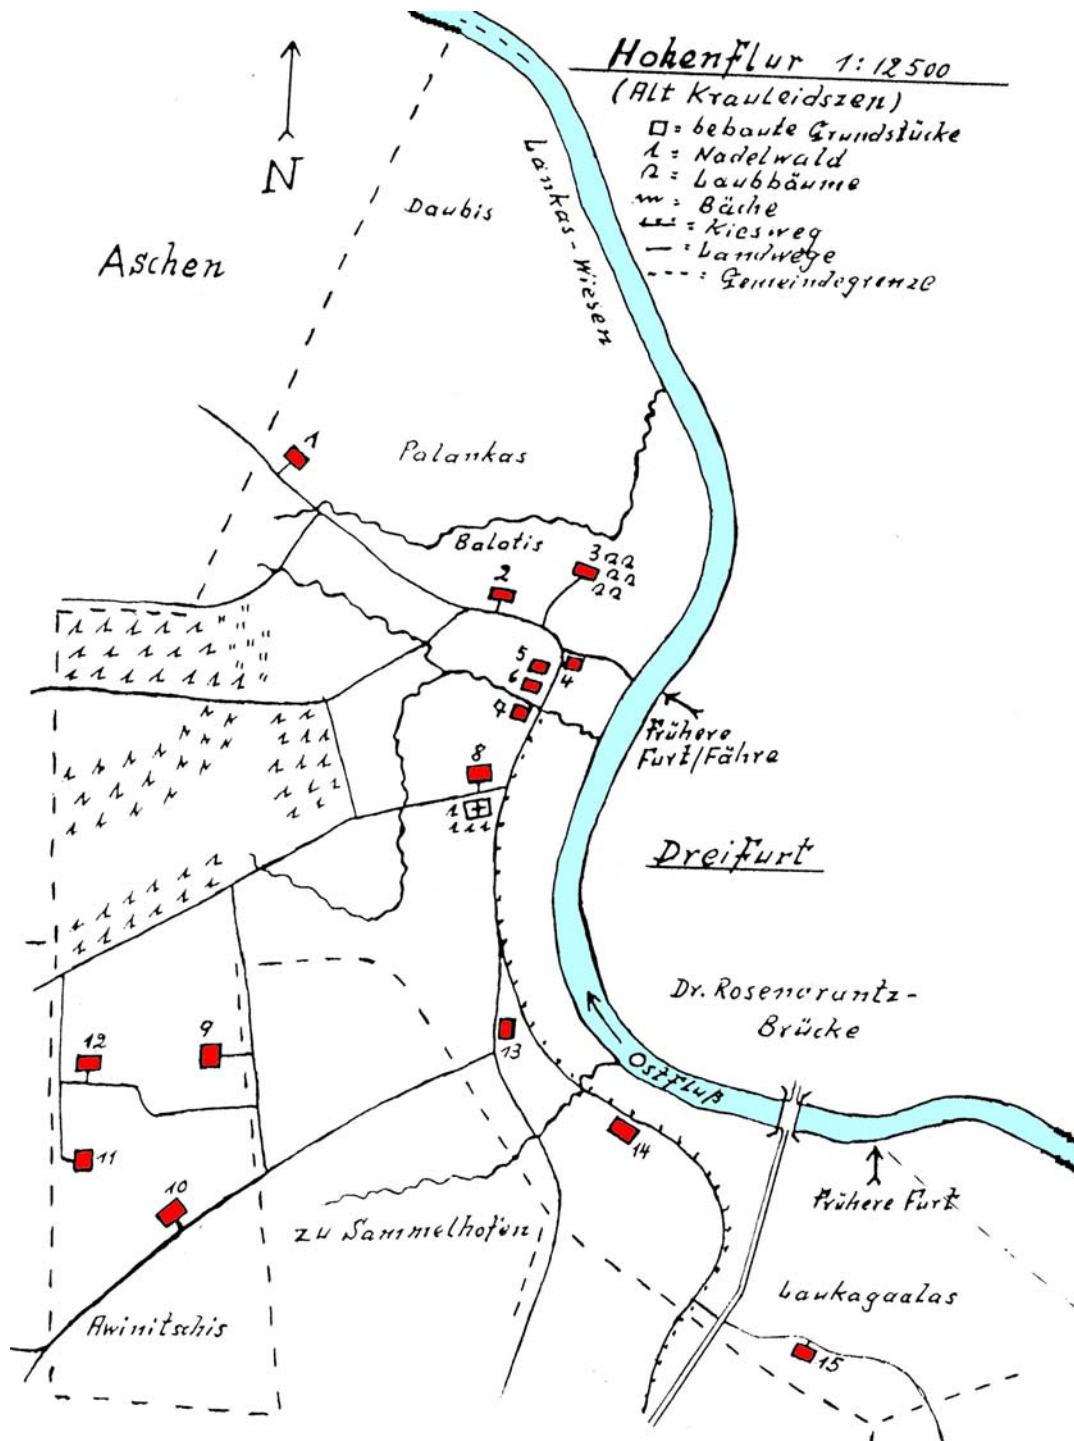 Hohenflur 1:12500
(Alt Krauleidszen)
= bebaute Grundstücke
= Nadelwald
= Laubbäume
= Bäche
= Kiesweg
= Landwege
= Gemeindegrenze
N
Aschen
Daubis
Lankas-Wiesen
1
Palankas
Balotis
2
3
4
5
6
7
8
Frühere
Furt/Fähre
Dreifurt
Dr. Rosencrantz-
Brücke
Ostfluß
9
12
13
11
14
10
Frühere Furt
zu Sammelhofen
Laukagaalas
Awinitschis
15